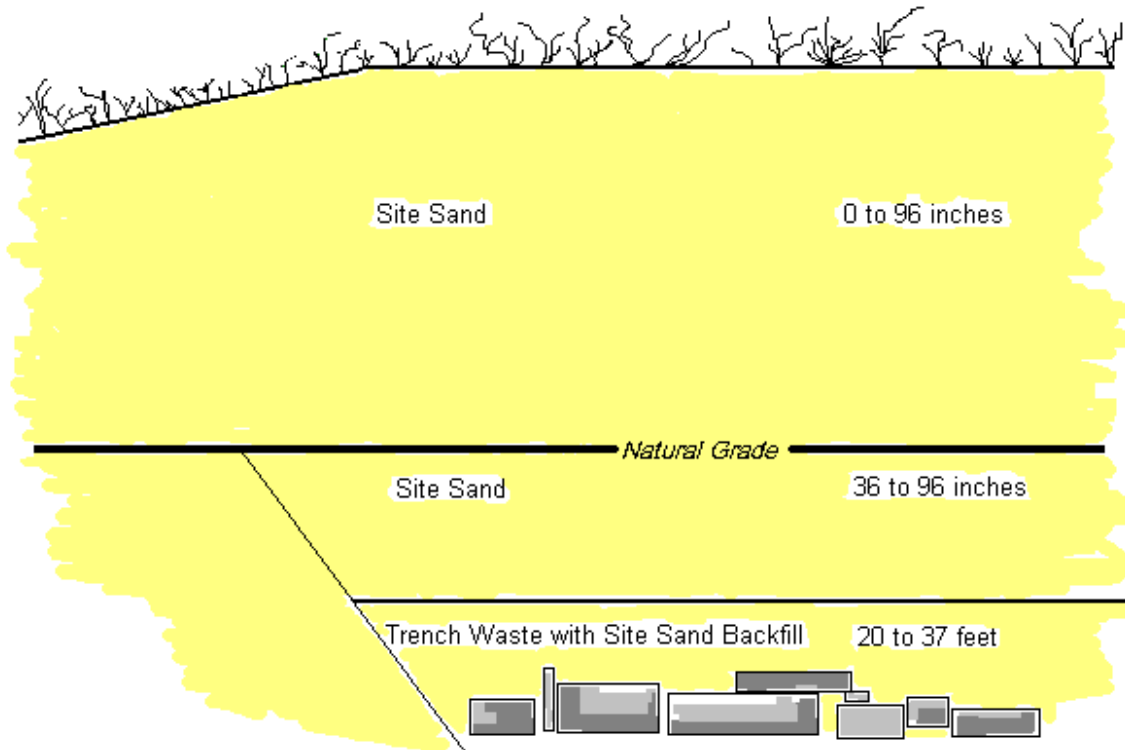 Site Sand 0 to 96 inches
Natural Grade
Site Sand 36 to 96 inches
Trench Waste with Site Sand Backfill 20 to 37 feet